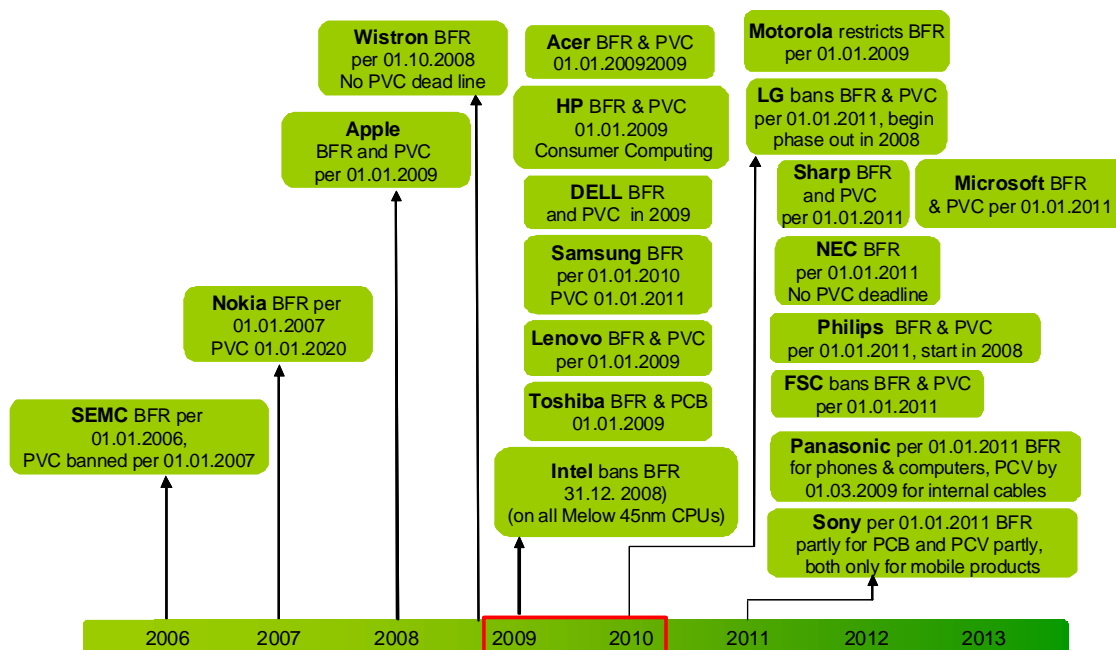 Wistron BFR
per 01.10.2008
No PVC dead line
Apple
BFR and PVC
per 01.01.2009
Nokia BFR per
01.01.2007
PVC 01.01.2020
SEMC BFR per
01.01.2006,
PVC banned per 01.01.2007
Acer BFR & PVC
01.01.20092009
HP BFR & PVC
01.01.2009
Consumer Computing
DELL BFR
and PVC in 2009
Samsung BFR
per 01.01.2010
PVC 01.01.2011
Lenovo BFR & PVC
per 01.01.2009
Toshiba BFR & PCB
01.01.2009
Intel bans BFR
31.12. 2008)
(on all Melow 45nm CPUs)
Motorola restricts BFR
per 01.01.2009
LG bans BFR & PVC
per 01.01.2011, begin
phase out in 2008
Sharp BFR
and PVC
per 01.01.2011
Microsoft BFR
& PVC per 01.01.2011
NEC BFR
per 01.01.2011
No PVC deadline
Philips BFR & PVC
per 01.01.2011, start in 2008
FSC bans BFR & PVC
per 01.01.2011
Panasonic per 01.01.2011 BFR
for phones & computers, PCV by
01.03.2009 for internal cables
Sony per 01.01.2011 BFR
partly for PCB and PCV partly,
both only for mobile products
2006 2007 2008 2009 2010 2011 2012 2013